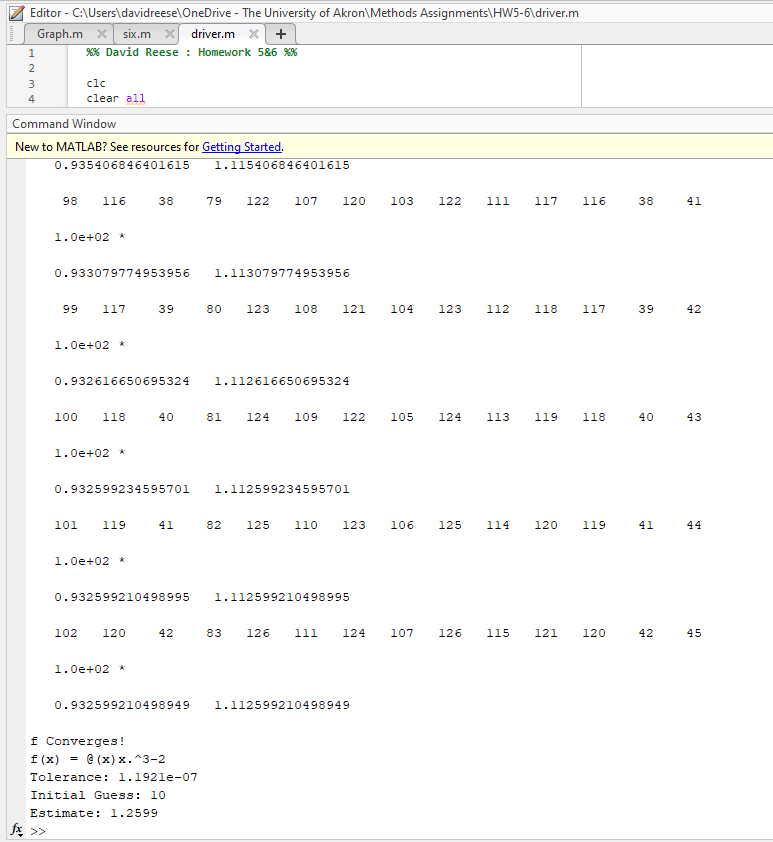 Editor - C:\Users\davidreese\OneDrive - The University of Akron\Methods Assignments\HW5-6\driver.m
Graph.m × six.m × driver.m × +
1 %% David Reese : Homework 5&6 %%
2
3 clc
4 clear all
Command Window
New to MATLAB? See resources for Getting Started.
0.935406846401615 1.115406846401615
98 116 38 79 122 107 120 103 122 111 117 116 38 41
1.0e+02 *
0.933079774953956 1.113079774953956
99 117 39 80 123 108 121 104 123 112 118 117 39 42
1.0e+02 *
0.932616650695324 1.112616650695324
100 118 40 81 124 109 122 105 124 113 119 118 40 43
1.0e+02 *
0.932599234595701 1.112599234595701
101 119 41 82 125 110 123 106 125 114 120 119 41 44
1.0e+02 *
0.932599210498995 1.112599210498995
102 120 42 83 126 111 124 107 126 115 121 120 42 45
1.0e+02 *
0.932599210498949 1.112599210498949
f Converges!
f(x) = @(x)x.^3-2
Tolerance: 1.1921e-07
Initial Guess: 10
Estimate: 1.2599
fx >>